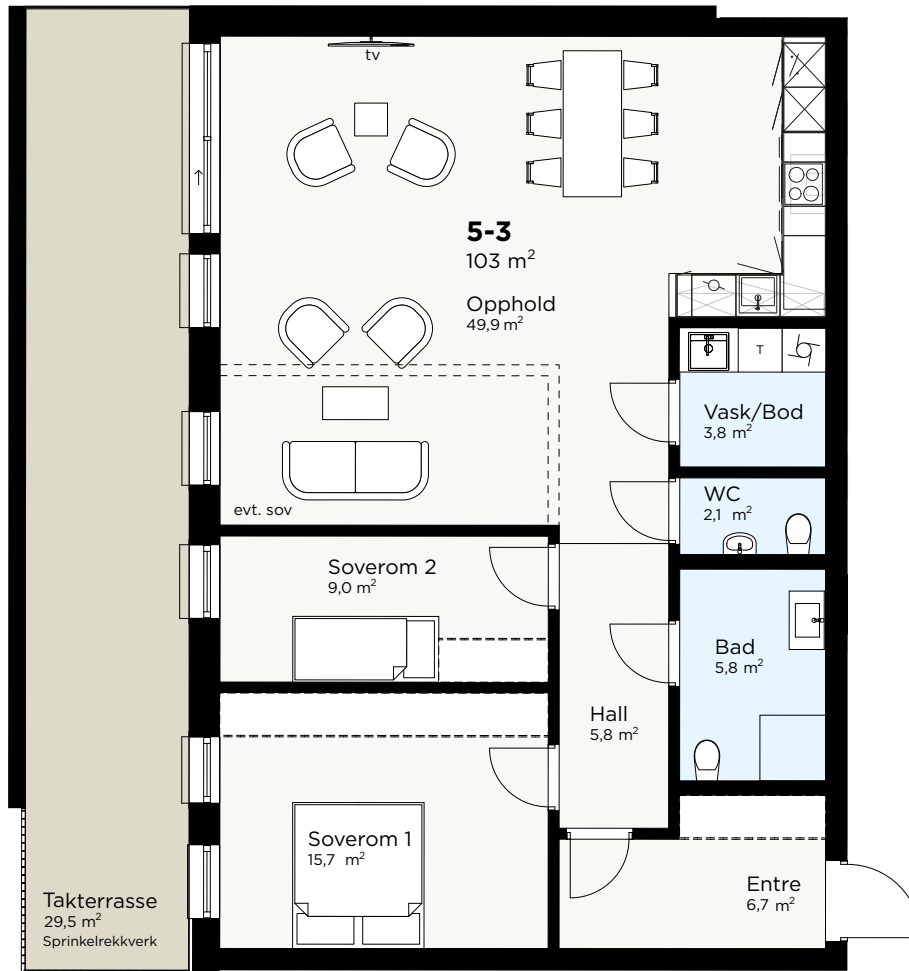 tv
5-3
103 m²
Opphold
49,9 m²
T
Vask/Bod
3,8 m²
WC
2,1 m²
evt. sov
Soverom 2
9,0 m²
Bad
5,8 m²
Hall
5,8 m²
Soverom 1
15,7 m²
Entre
6,7 m²
Takterrasse
29,5 m²
Sprinkelrekkverk